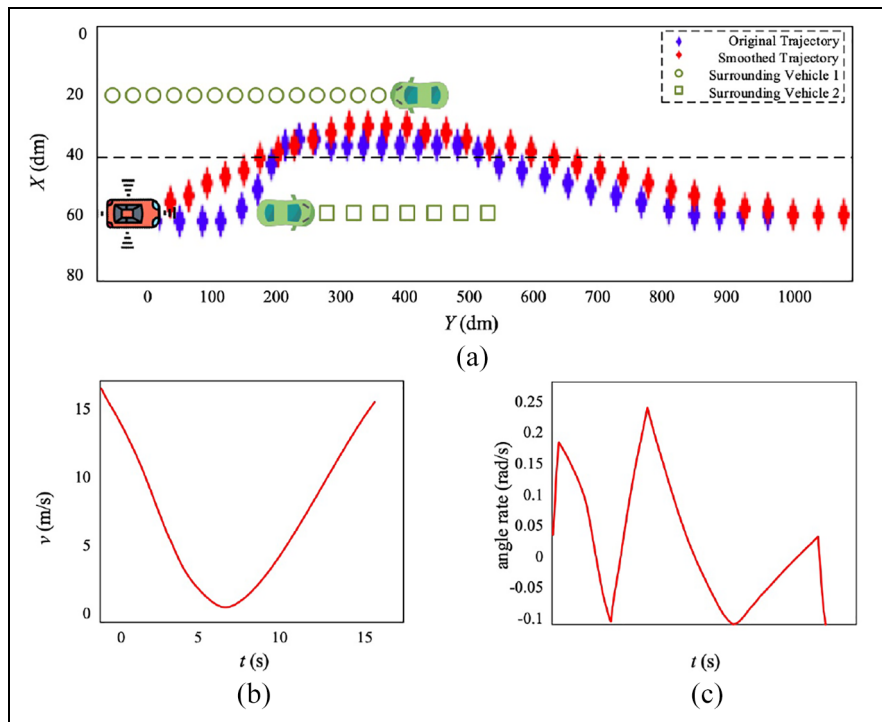 0
20
40
60
80
X (dm)
Original Trajectory
Smoothed Trajectory
Surrounding Vehicle 1
Surrounding Vehicle 2
0 100 200 300 400 500 600 700 800 900 1000
Y (dm)
(a)
15
10
5
0
v (m/s)
0 5 10 15
t (s)
(b)
0.25
0.2
0.15
0.1
0.05
0
-0.05
-0.1
angle rate (rad/s)
t (s)
(c)